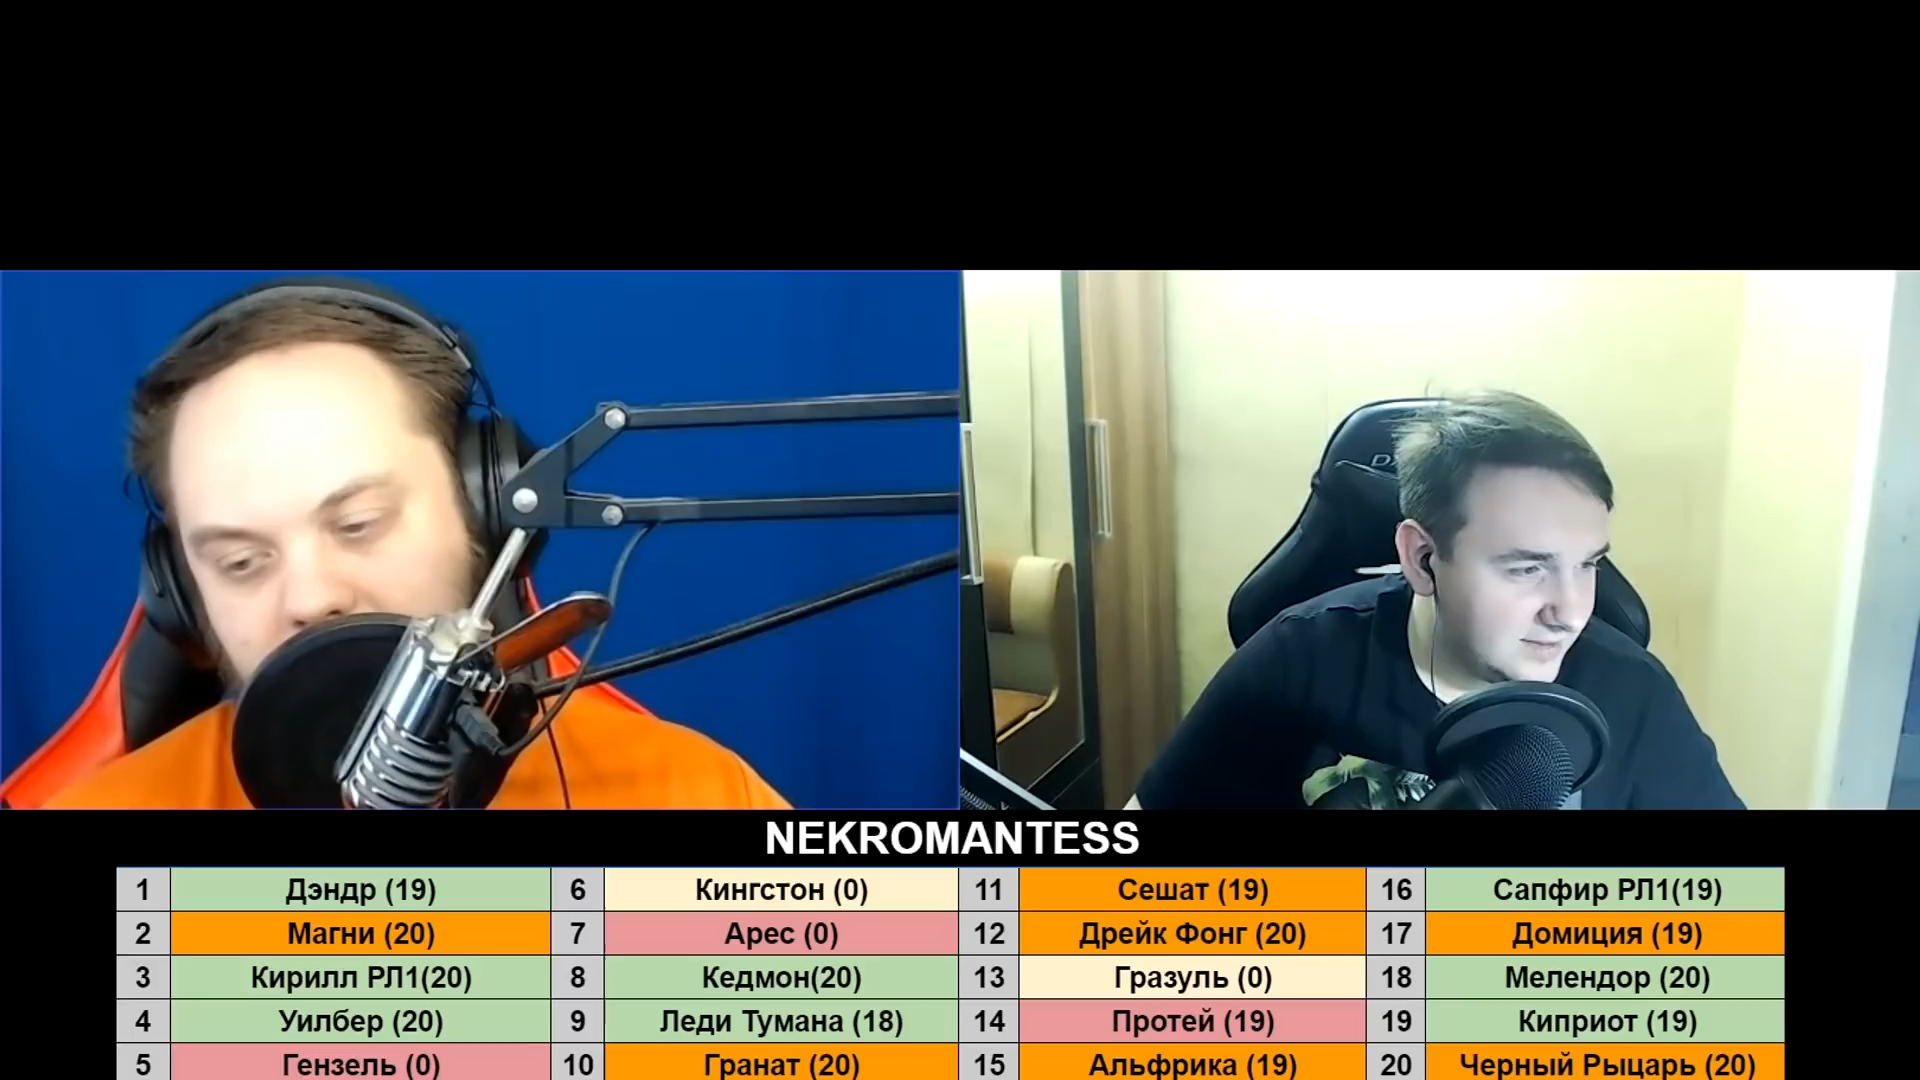 NEKROMANTESS
1 Дэндр (19) 6 Кингстон (0) 11 Сешат (19) 16 Сапфир РЛ1(19)
2 Магни (20) 7 Арес (0) 12 Дрейк Фонг (20) 17 Домиция (19)
3 Кирилл РЛ1(20) 8 Кедмон(20) 13 Гразуль (0) 18 Мелендор (20)
4 Уилбер (20) 9 Леди Тумана (18) 14 Протей (19) 19 Киприот (19)
5 Гензель (0) 10 Гранат (20) 15 Альфрика (19) 20 Черный Рыцарь (20)